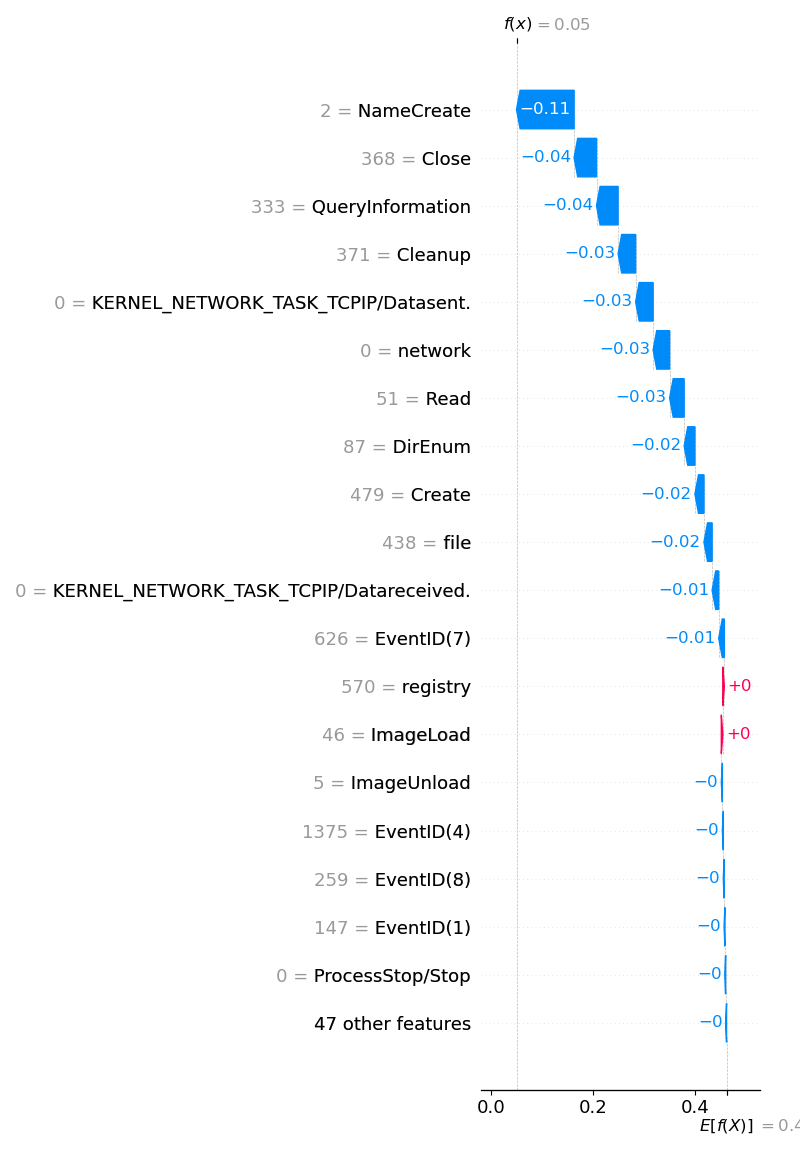 f(x) = 0.05
2 = NameCreate −0.11
368 = Close −0.04
333 = QueryInformation −0.04
371 = Cleanup −0.03
0 = KERNEL_NETWORK_TASK_TCPIP/Datasent. −0.03
0 = network −0.03
51 = Read −0.03
87 = DirEnum −0.02
479 = Create −0.02
438 = file −0.02
0 = KERNEL_NETWORK_TASK_TCPIP/Datareceived. −0.01
626 = EventID(7) −0.01
570 = registry +0
46 = ImageLoad +0
5 = ImageUnload −0
1375 = EventID(4) −0
259 = EventID(8) −0
147 = EventID(1) −0
0 = ProcessStop/Stop −0
47 other features −0
0.0 0.2 0.4
E[f(X)] = 0.4